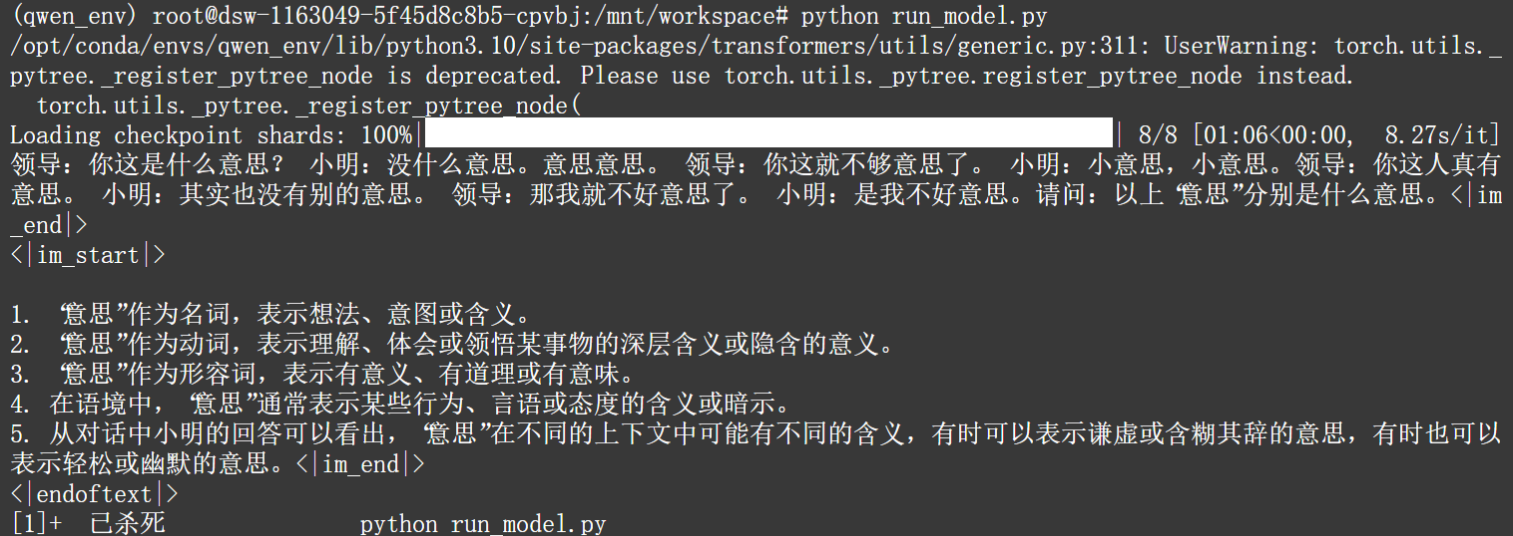 (qwen_env) root@dsw-1163049-5f45d8c8b5-cpvbj:/mnt/workspace# python run_model.py
/opt/conda/envs/qwen_env/lib/python3.10/site-packages/transformers/utils/generic.py:311: UserWarning: torch.utils._
pytree._register_pytree_node is deprecated. Please use torch.utils._pytree.register_pytree_node instead.
  torch.utils._pytree._register_pytree_node(
Loading checkpoint shards: 100%|██████████| 8/8 [01:06<00:00,  8.27s/it]
领导：你这是什么意思？ 小明：没什么意思。意思意思。 领导：你这就不够意思了。 小明：小意思，小意思。领导：你这人真有
意思。 小明：其实也没有别的意思。 领导：那我就不好意思了。 小明：是我不好意思。请问：以上“意思”分别是什么意思。<|im
_end|>
<|im_start|>
1. “意思”作为名词，表示想法、意图或含义。
2. “意思”作为动词，表示理解、体会或领悟某事物的深层含义或隐含的意义。
3. “意思”作为形容词，表示有意义、有道理或有意味。
4. 在语境中，“意思”通常表示某些行为、言语或态度的含义或暗示。
5. 从对话中小明的回答可以看出，“意思”在不同的上下文中可能有不同的含义，有时可以表示谦虚或含糊其辞的意思，有时也可以
表示轻松或幽默的意思。<|im_end|>
<|endoftext|>
[1]+  已杀死               python run_model.py